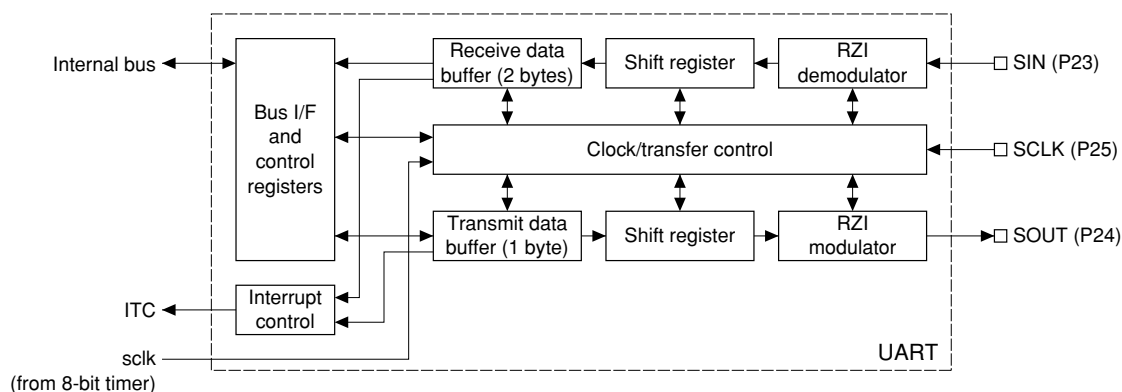 Internal bus
Bus I/F
and
control
registers
Receive data
buffer (2 bytes)
Shift register
RZI
demodulator
SIN (P23)
Clock/transfer control
SCLK (P25)
Transmit data
buffer (1 byte)
Shift register
RZI
modulator
SOUT (P24)
ITC
Interrupt
control
sclk
(from 8-bit timer)
UART